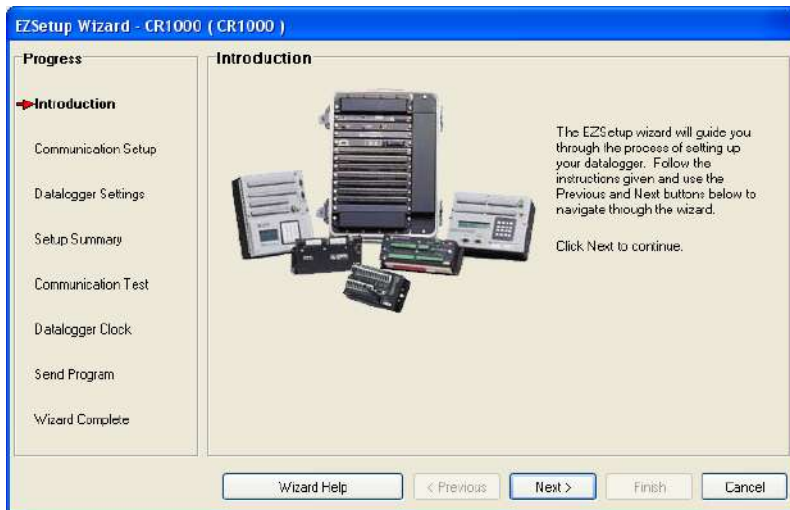 EZSetup Wizard - CR1000 ( CR1000 )
Progress
Introduction
Communication Setup
Datalogger Settings
Setup Summary
Communication Test
Datalogger Clock
Send Program
Wizard Complete
Introduction
The EZSetup wizard will guide you
through the process of setting up
your datalogger. Follow the
instructions given and use the
Previous and Next buttons below to
navigate through the wizard.
Click Next to continue.
Wizard Help
< Previous
Next >
Finish
Cancel